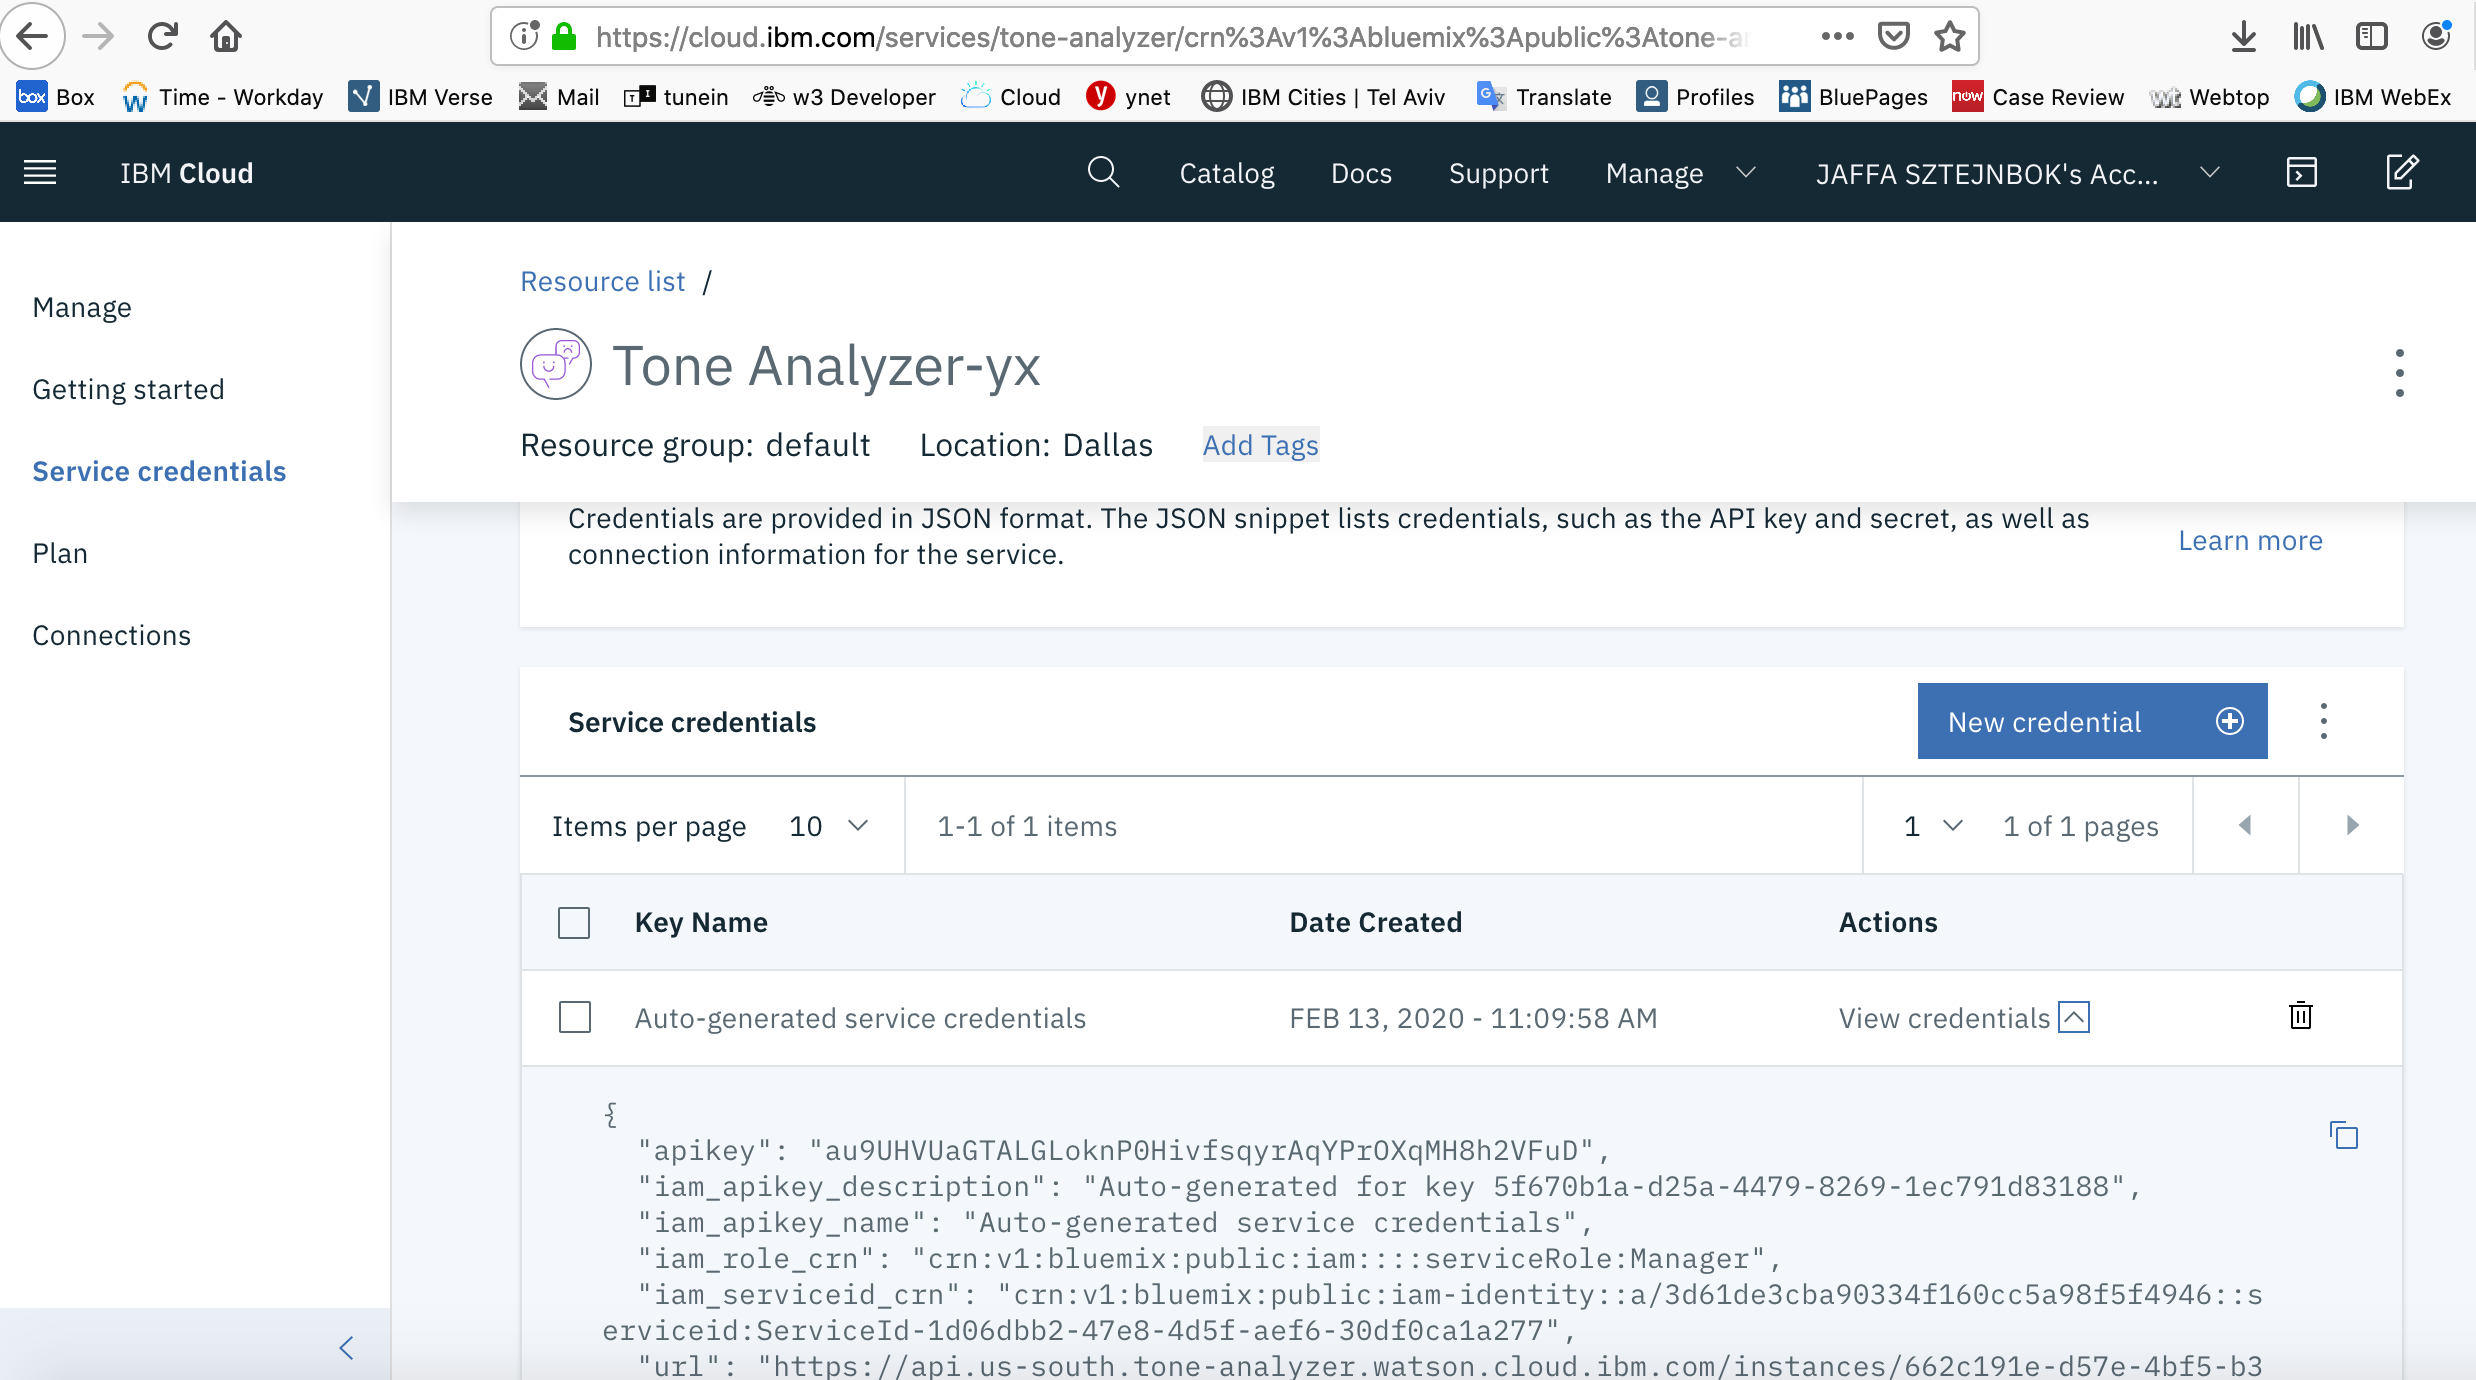 https://cloud.ibm.com/services/tone-analyzer/crn%3Av1%3Abluemix%3Apublic%3Atone-a
box Box Time - Workday IBM Verse Mail tunein w3 Developer Cloud y ynet IBM Cities | Tel Aviv Translate Profiles BluePages now Case Review wt Webtop IBM WebEx
IBM Cloud Catalog Docs Support Manage JAFFA SZTEJNBOK's Acc...
Manage
Getting started
Service credentials
Plan
Connections
Resource list /
Tone Analyzer-yx
Resource group: default Location: Dallas Add Tags
Credentials are provided in JSON format. The JSON snippet lists credentials, such as the API key and secret, as well as
connection information for the service.
Learn more
Service credentials New credential
Items per page 10 1-1 of 1 items 1 1 of 1 pages
Key Name Date Created Actions
Auto-generated service credentials FEB 13, 2020 - 11:09:58 AM View credentials
{
"apikey": "au9UHVUaGTALGLoknP0HivfsqyrAqYPrOXqMH8h2VFuD",
"iam_apikey_description": "Auto-generated for key 5f670b1a-d25a-4479-8269-1ec791d83188",
"iam_apikey_name": "Auto-generated service credentials",
"iam_role_crn": "crn:v1:bluemix:public:iam::::serviceRole:Manager",
"iam_serviceid_crn": "crn:v1:bluemix:public:iam-identity::a/3d61de3cba90334f160cc5a98f5f4946::s
erviceid:ServiceId-1d06dbb2-47e8-4d5f-aef6-30df0ca1a277",
"url": "https://api.us-south.tone-analyzer.watson.cloud.ibm.com/instances/662c191e-d57e-4bf5-b3